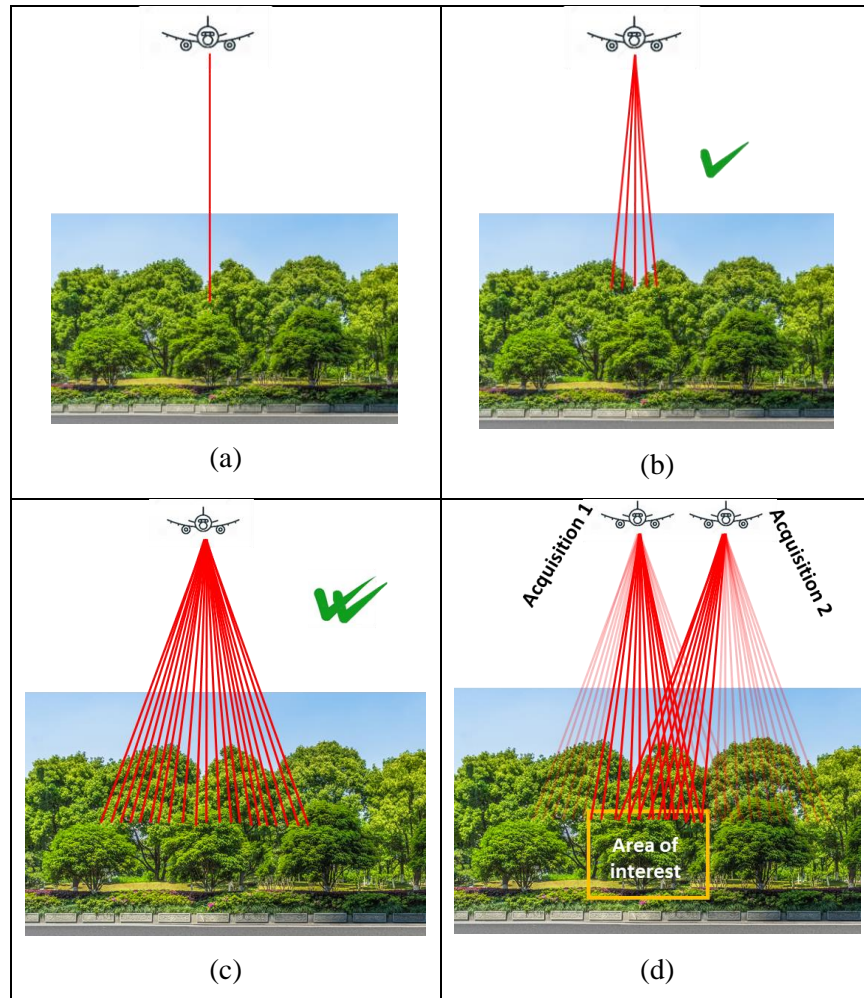 (a)
(b)
Acquisition 1
Acquisition 2
Area of
interest
(c)
(d)